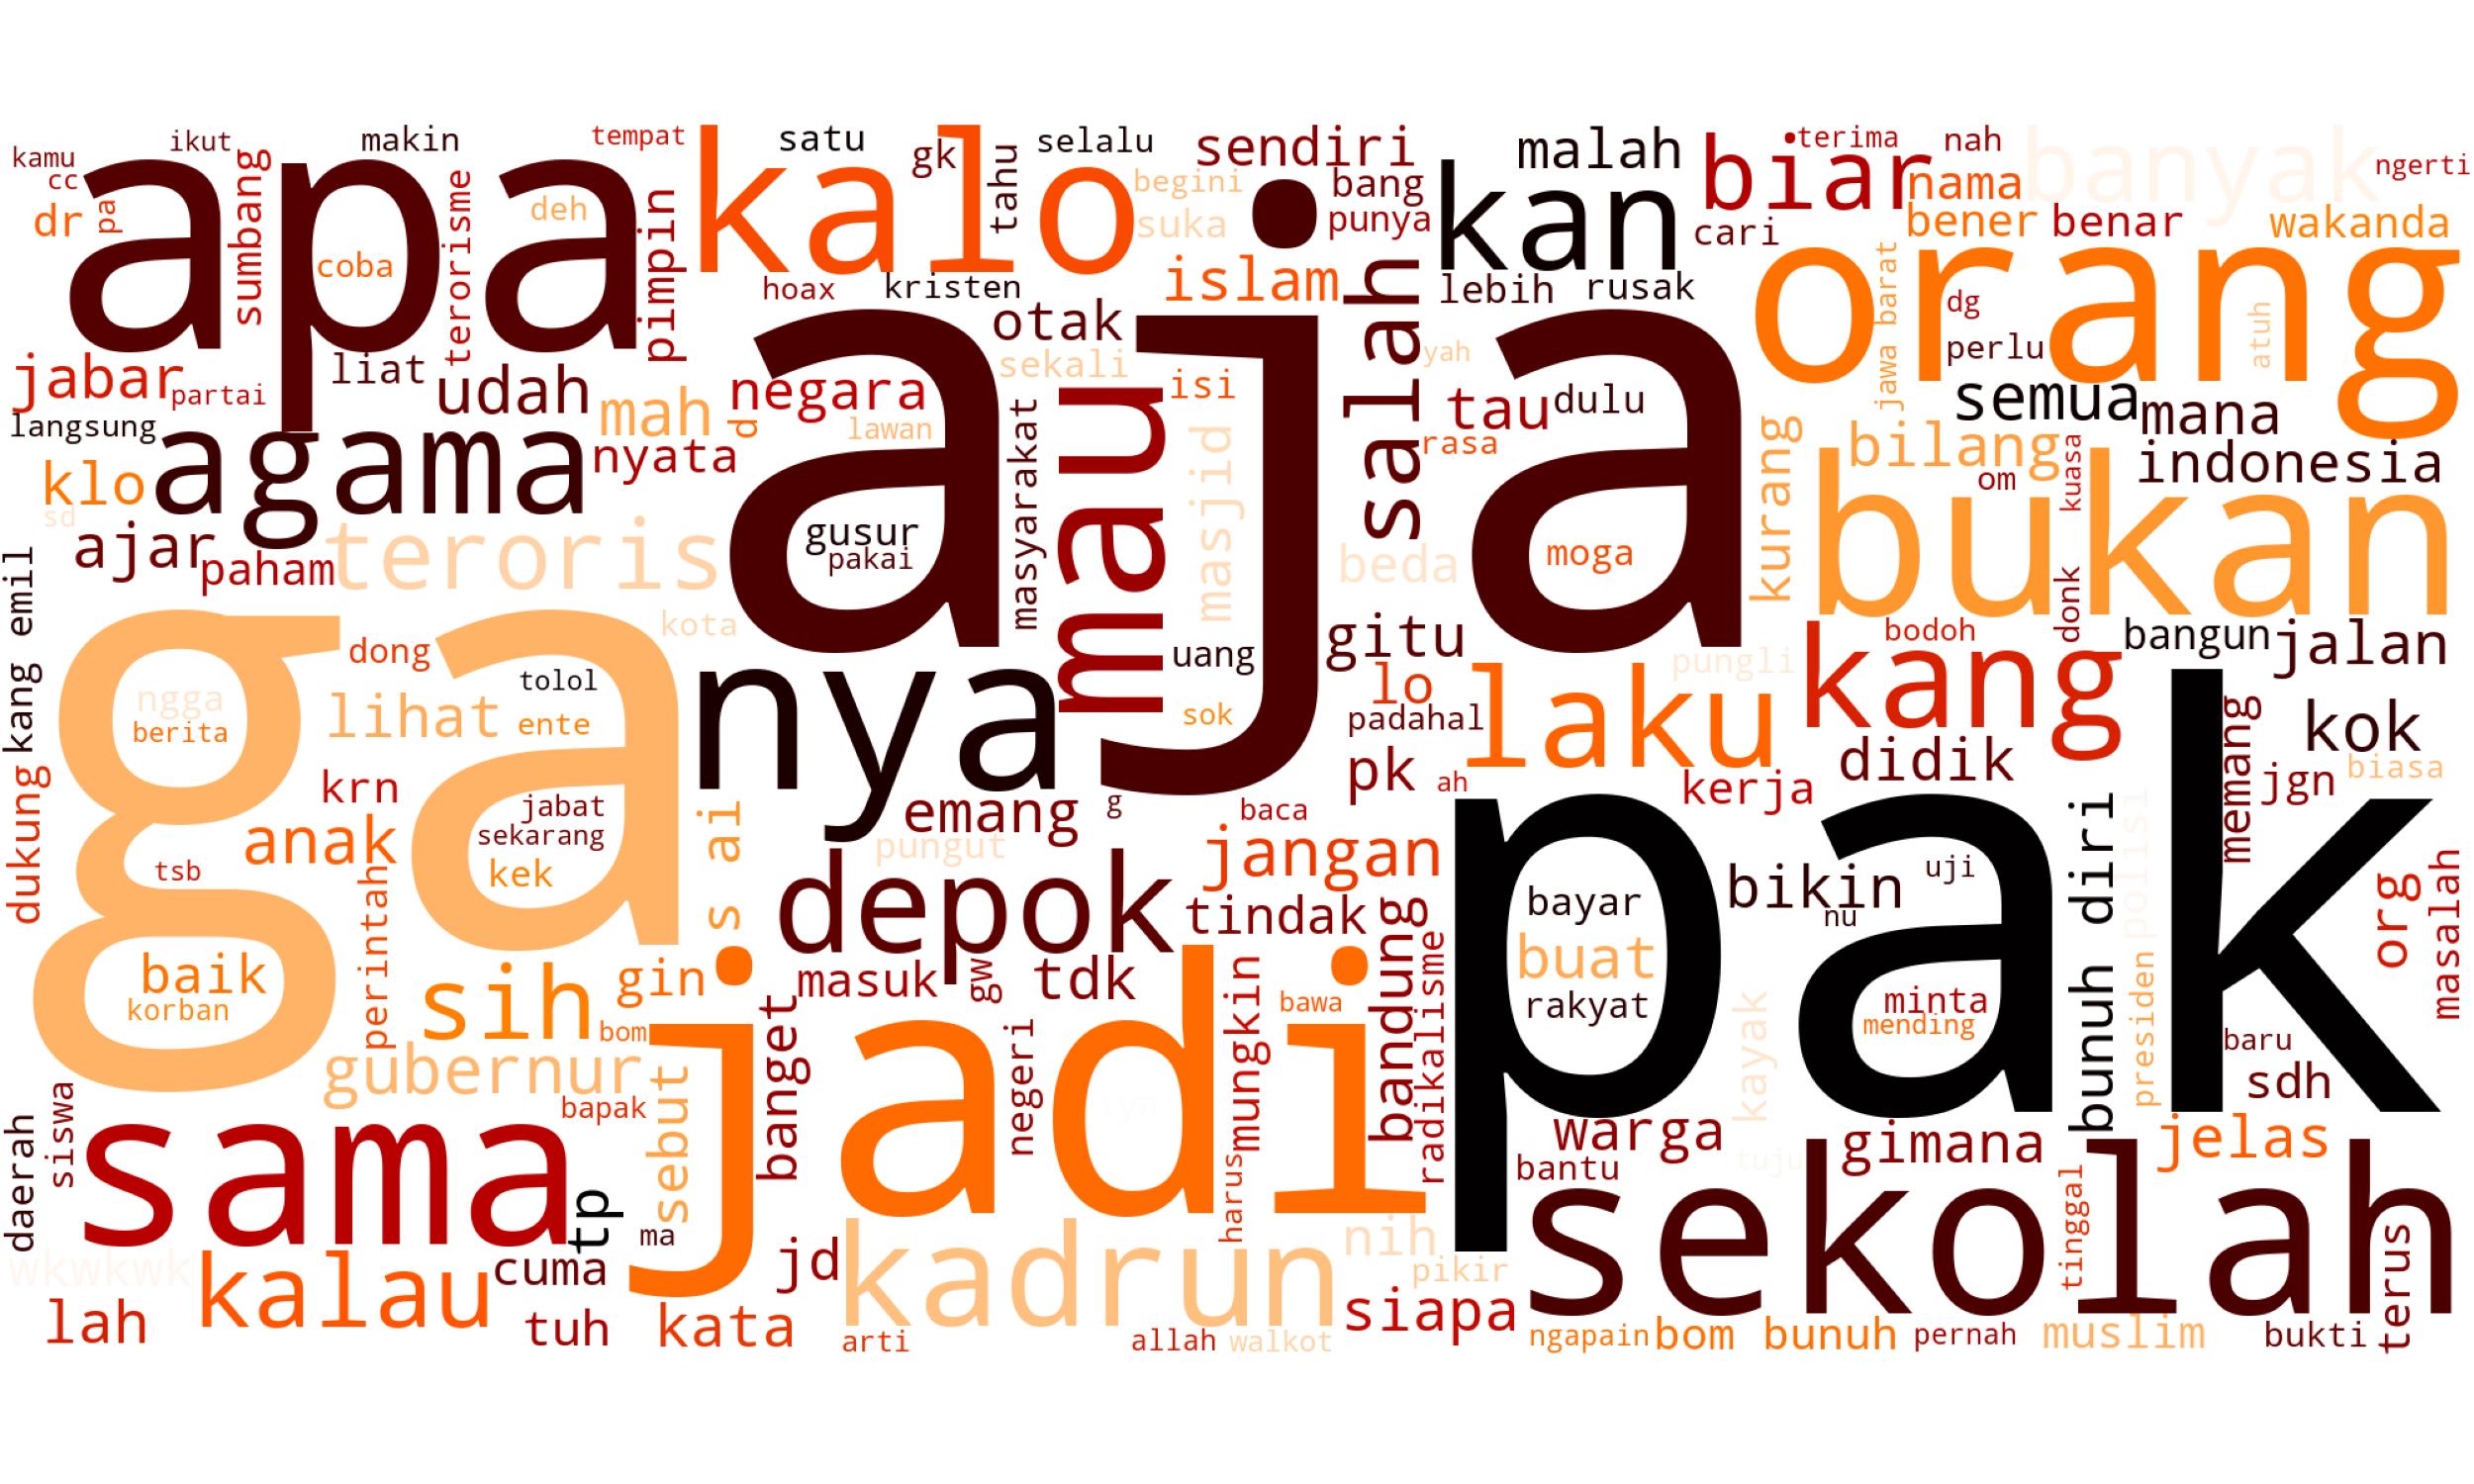 apa
kalo
aja
ga
pak
jadi
orang
bukan
sekolah
sama
nya
mau
kan
biar
banyak
agama
teroris
kadrun
depok
kang
laku
salah
kamu
cc
dr
pa
ikut
sumbang
makin
terorisme
deh
coba
tempat
pimpin
satu
gk
tahu
selalu
begini
suka
sendiri
bang
punya
islam
malah
cari
lebih
rusak
terima
nah
nama
bener
benar
wakanda
ngerti
hoax
kristen
otak
sekali
jabar
partai
liat
udah
mah
d
negara
lawan
nyata
langsung
klo
sd
ajar
paham
masyarakat
isi
masjid
yah
rasa
tau
dulu
jawa barat
dg
perlu
atuh
semua
mana
kurang
bilang
om
kuasa
indonesia
gusur
pakai
moga
beda
kang emil
dong
kota
ngga
berita
lihat
tolol
ente
uang
sok
gitu
lo
padahal
pk
ah
pungli
bodoh
donk
bangun
jalan
didik
kerja
memang
kok
jgn
biasa
dukung
krn
anak
tsb
jabat
sekarang
kek
perintah
s ai
emang
g
pungut
baca
jangan
tindak
bikin
uji
nu
bayar
buat
rakyat
minta
mending
bunuh diri
polisi
presiden
org
masalah
baik
korban
sih
gin
bom
masuk
gw
tdk
mungkin
bawa
bandung
radikalisme
kayak
baru
sdh
gubernur
bapak
sebut
banget
negeri
daerah
siswa
tp
ma
harus
warga
bantu
tuju
gimana
jelas
tinggal
terus
wkwkwk
kalau
cuma
jd
nih
pikir
lah
tuh
kata
arti
allah
walkot
siapa
ngapain
bom bunuh
pernah
muslim
bukti